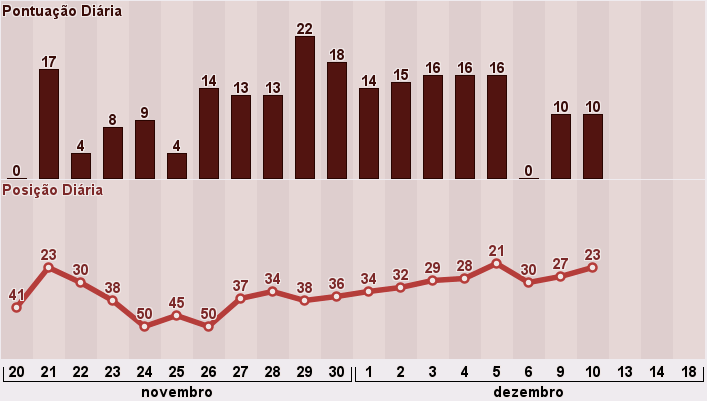 Pontuação Diária
0 17 4 8 9 4 14 13 13 22 18 14 15 16 16 16 0 10 10
Posição Diária
41 23 30 38 50 45 50 37 34 38 36 34 32 29 28 21 30 27 23
20 21 22 23 24 25 26 27 28 29 30 1 2 3 4 5 6 9 10 13 14 18
novembro dezembro